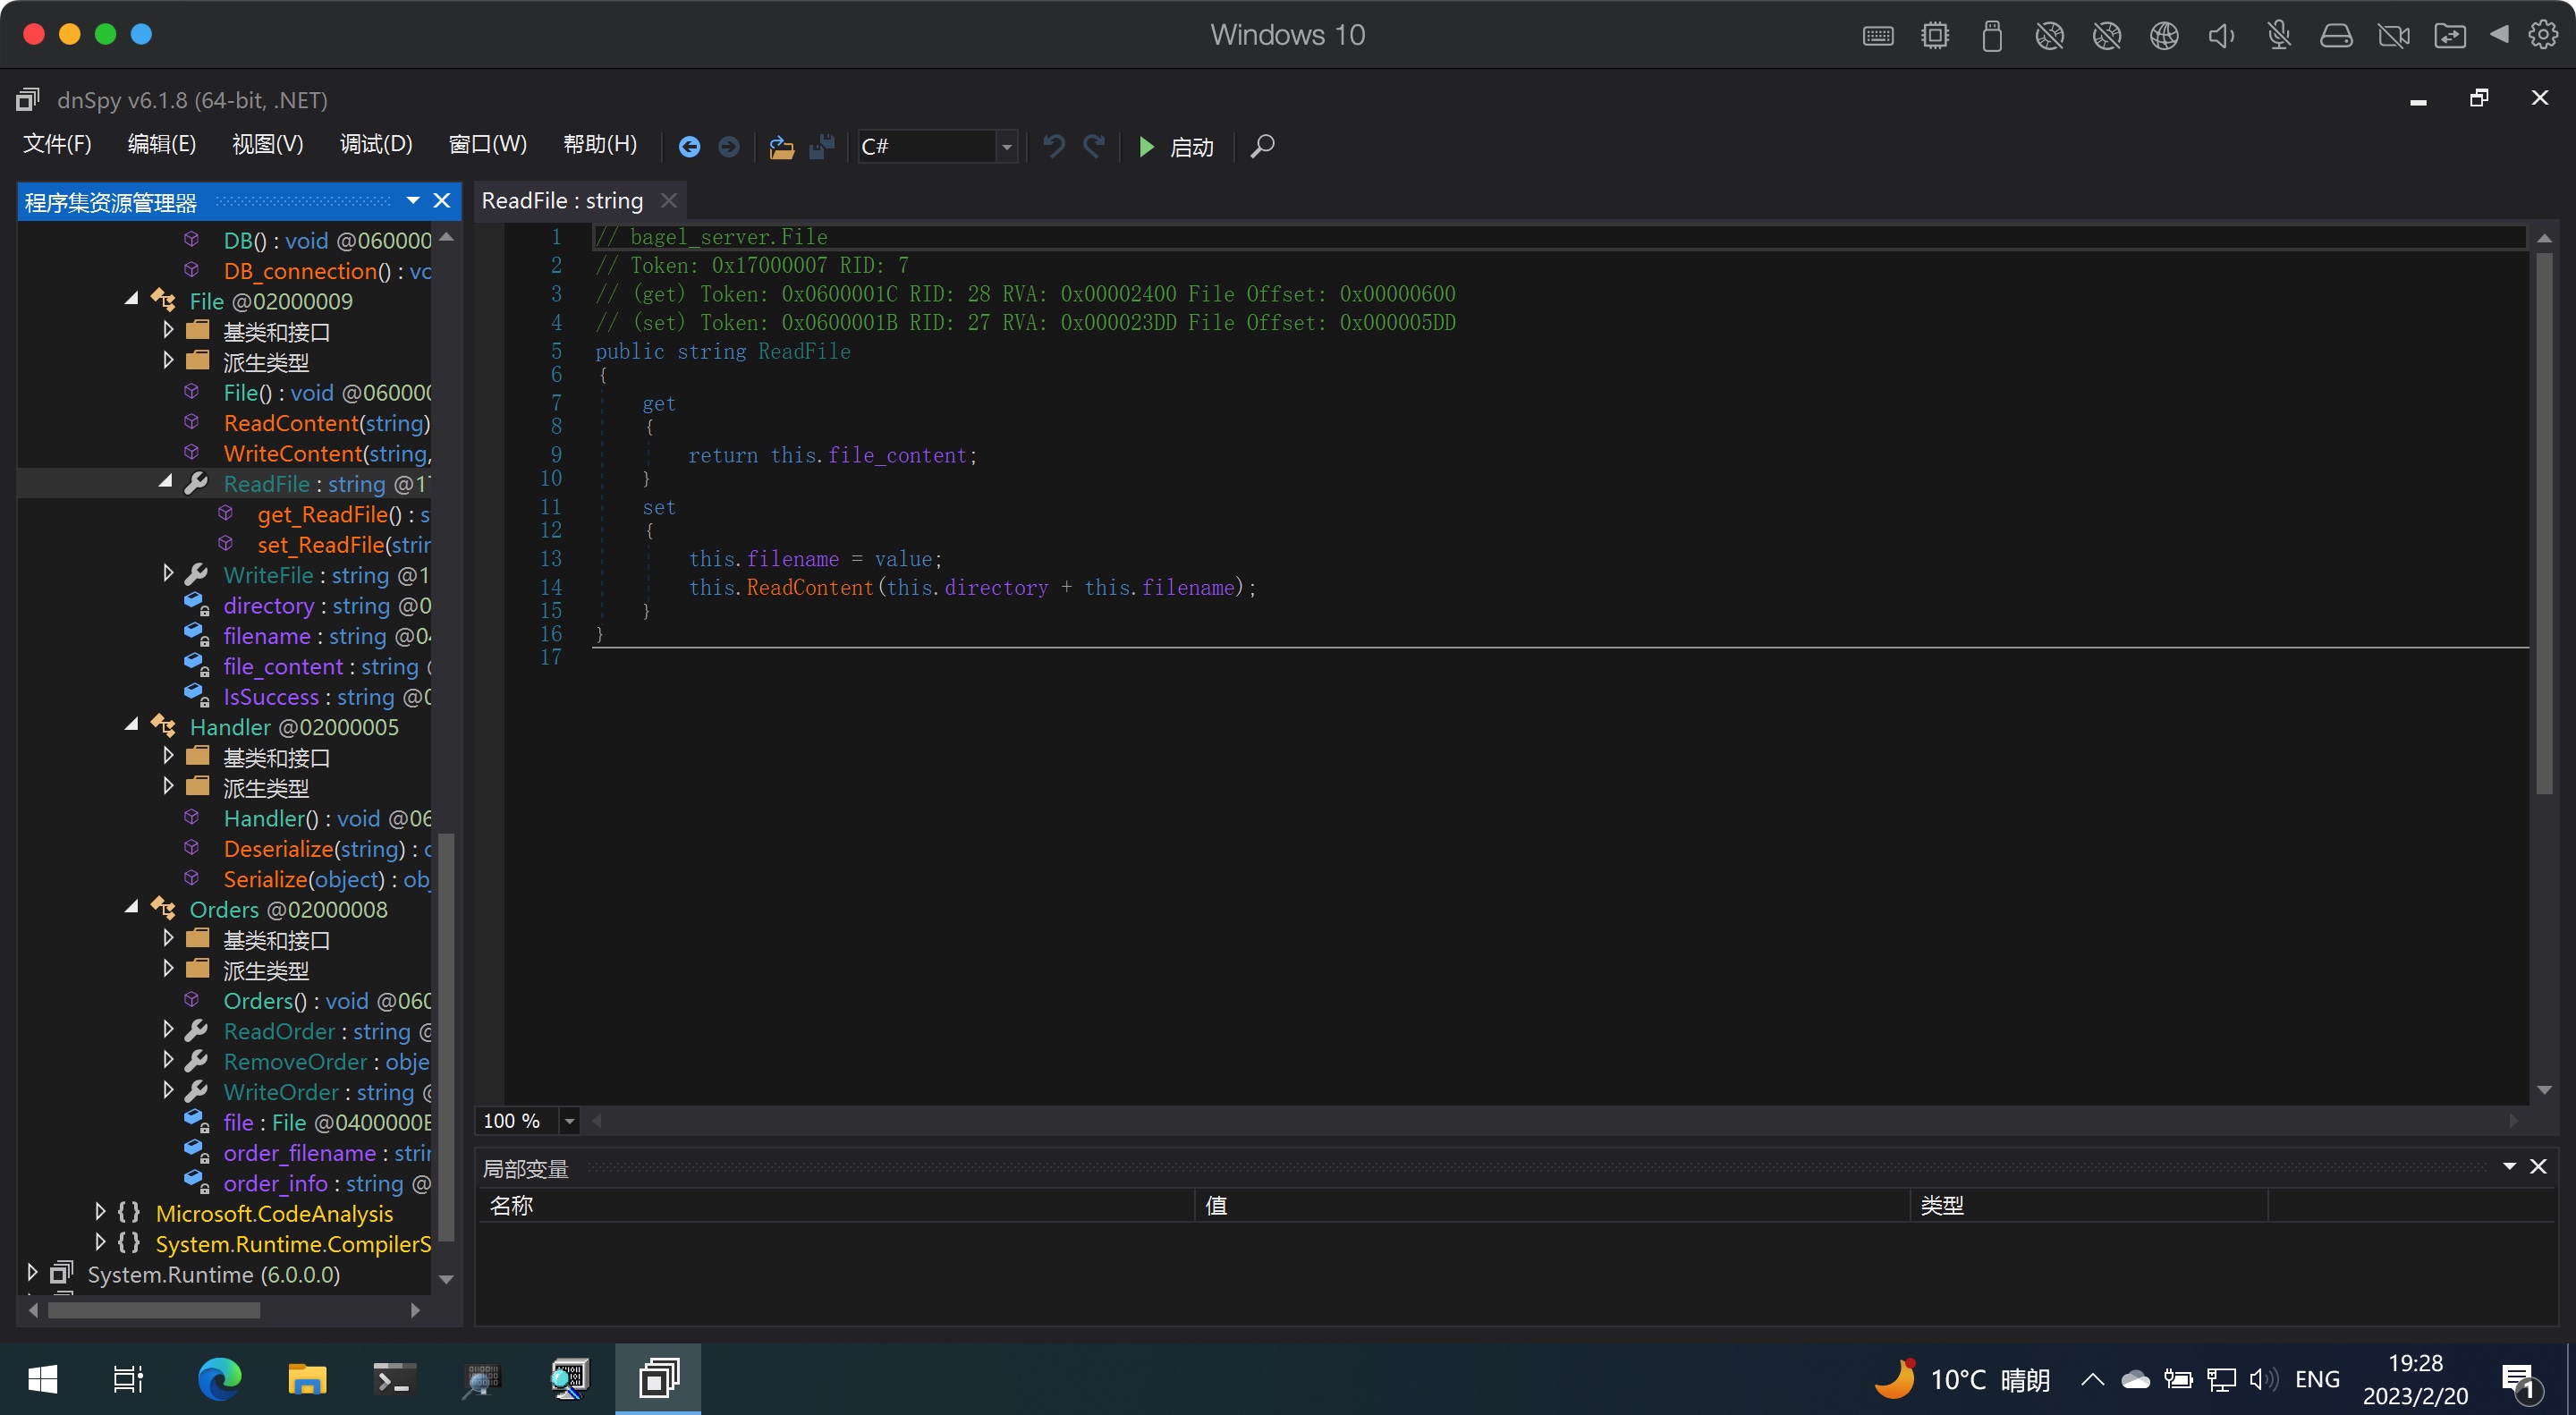 Windows 10
dnSpy v6.1.8 (64-bit, .NET)
文件(F) 编辑(E) 视图(V) 调试(D) 窗口(W) 帮助(H) C# 启动
程序集资源管理器
DB() : void @060000
DB_connection() : vo
File @02000009
基类和接口
派生类型
File() : void @060000
ReadContent(string)
WriteContent(string,
ReadFile : string @17
get_ReadFile() : s
set_ReadFile(strin
WriteFile : string @1
directory : string @0
filename : string @04
file_content : string @
IsSuccess : string @0
Handler @02000005
基类和接口
派生类型
Handler() : void @06
Deserialize(string) : o
Serialize(object) : obj
Orders @02000008
基类和接口
派生类型
Orders() : void @060
ReadOrder : string @
RemoveOrder : obje
WriteOrder : string @
file : File @0400000E
order_filename : strin
order_info : string @
Microsoft.CodeAnalysis
System.Runtime.CompilerS
System.Runtime (6.0.0.0)
ReadFile : string
1 // bagel_server.File
2 // Token: 0x17000007 RID: 7
3 // (get) Token: 0x0600001C RID: 28 RVA: 0x00002400 File Offset: 0x00000600
4 // (set) Token: 0x0600001B RID: 27 RVA: 0x000023DD File Offset: 0x000005DD
5 public string ReadFile
6 {
7 get
8 {
9 return this.file_content;
10 }
11 set
12 {
13 this.filename = value;
14 this.ReadContent(this.directory + this.filename);
15 }
16 }
17
100 %
局部变量
名称 值 类型
10°C 晴朗 ENG
19:28
2023/2/20
1